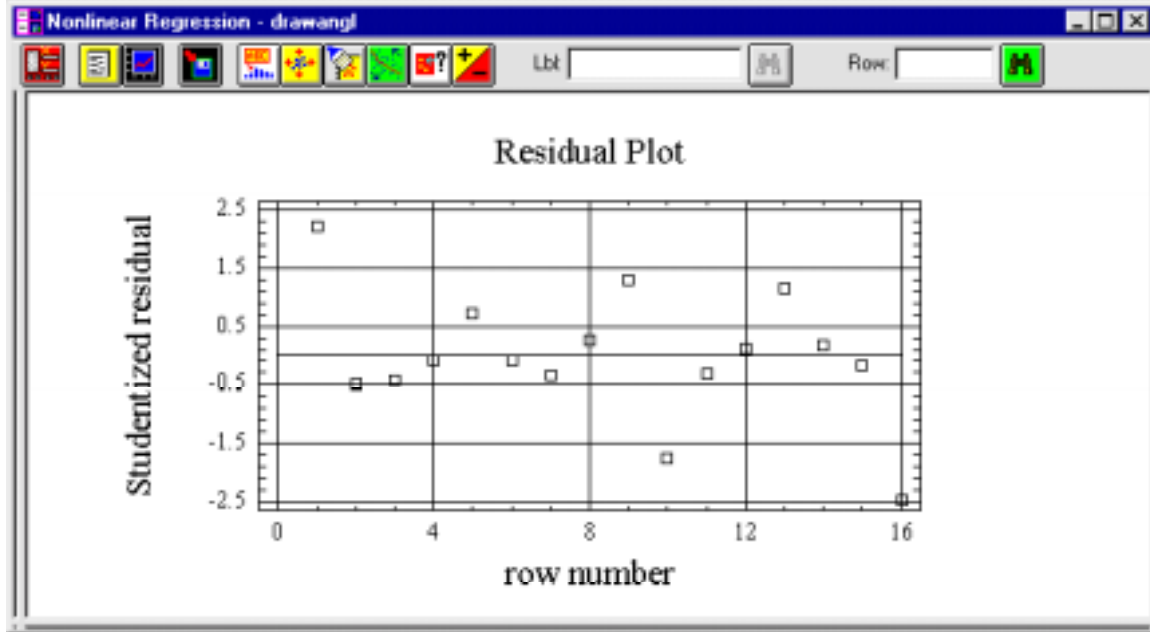 Nonlinear Regression - drawangl
Lbl: Row:
Residual Plot
Studentized residual
2.5
1.5
0.5
-0.5
-1.5
-2.5
0 4 8 12 16
row number